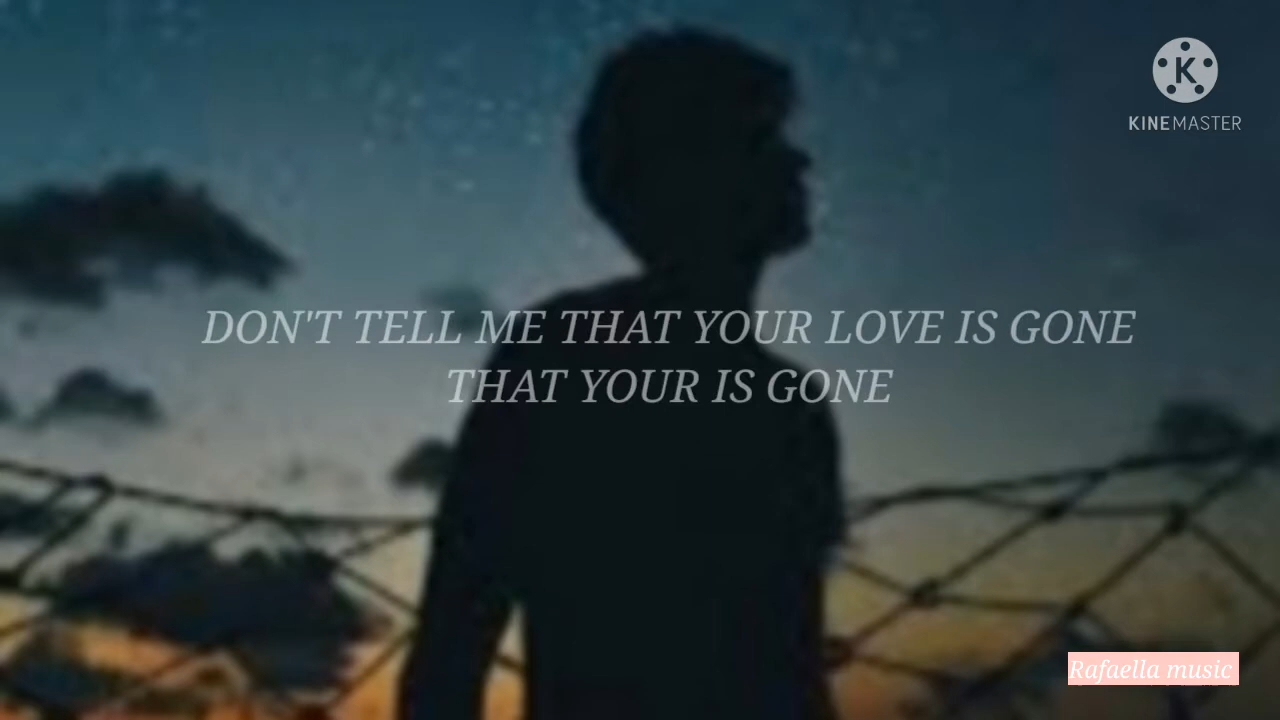 K
KINEMASTER
DON'T TELL ME THAT YOUR LOVE IS GONE
THAT YOUR IS GONE
Rafaella music